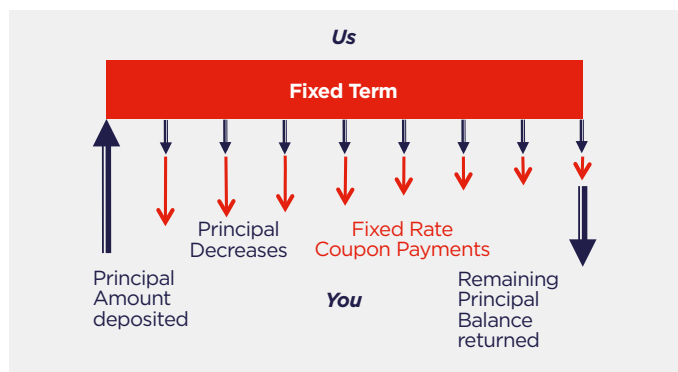 Us
Fixed Term
Principal
Decreases
Fixed Rate
Coupon Payments
Principal
Amount
deposited
You
Remaining
Principal
Balance
returned